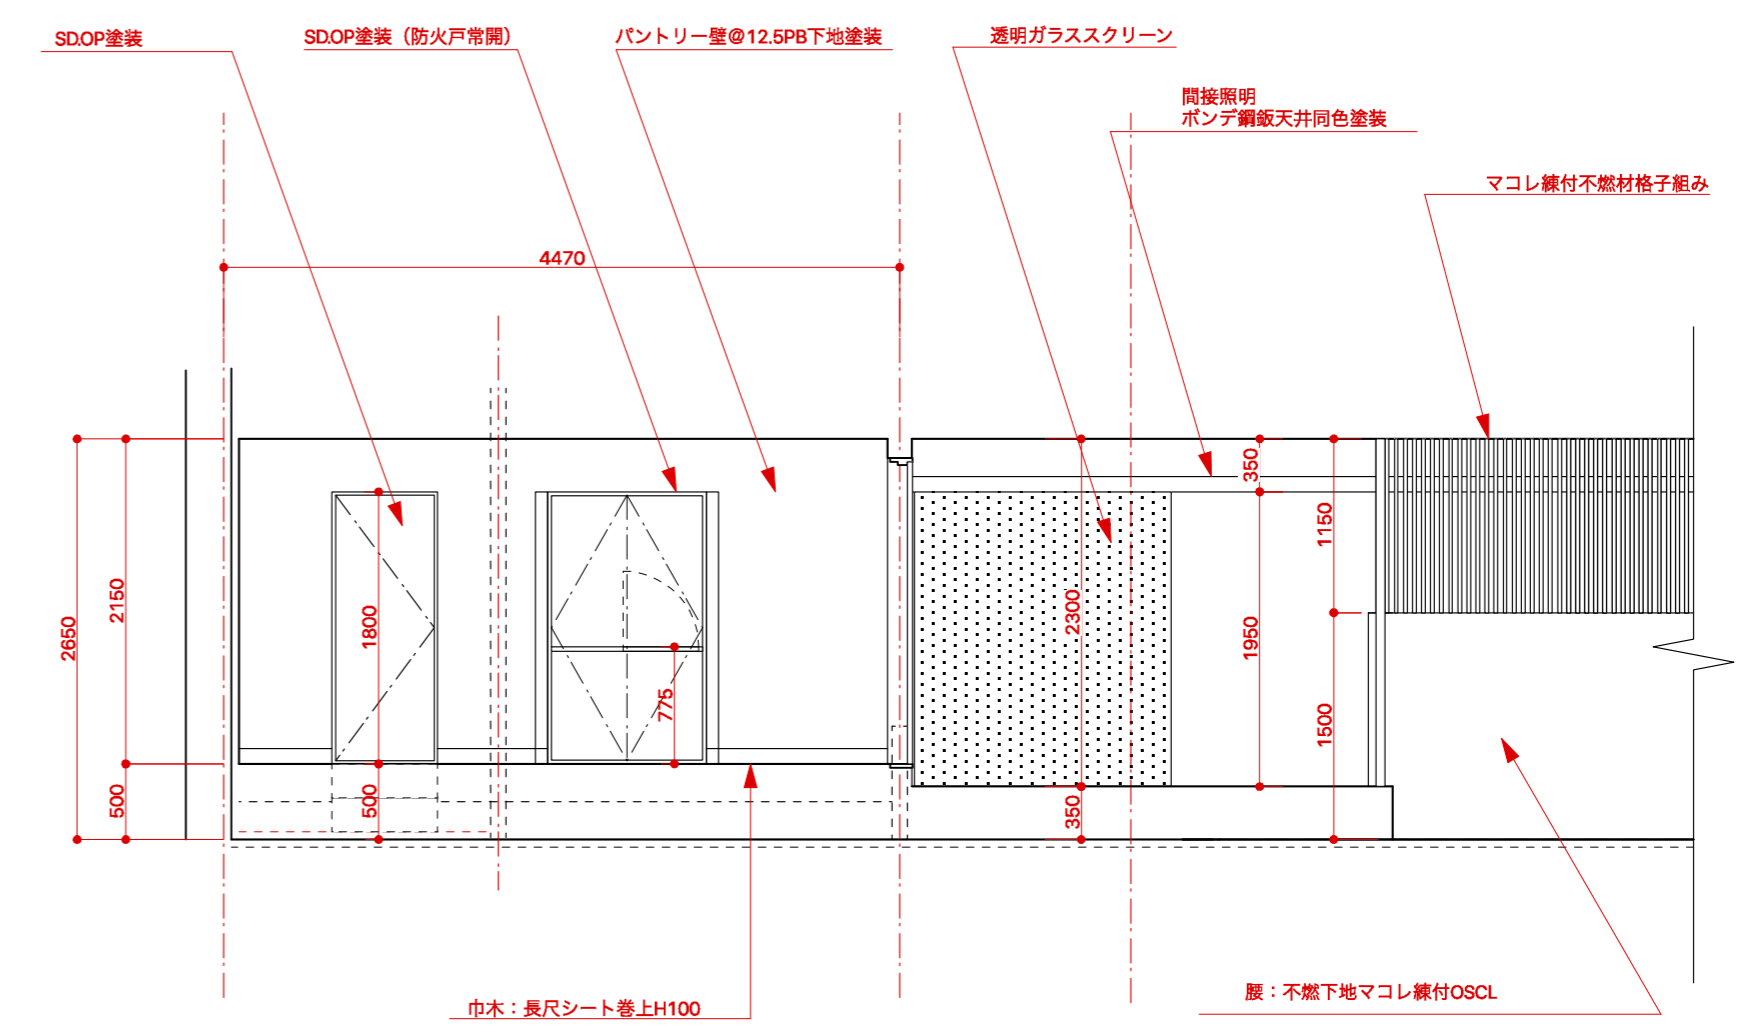 SD.OP塗装
SD.OP塗装（防火戸常開）
パントリー壁@12.5PB下地塗装
透明ガラススクリーン
間接照明
ボンデ鋼鈑天井同色塗装
マコレ練付不燃材格子組み
4470
350
1150
2150
2650
1800
2300
1950
775
1500
500
500
350
巾木：長尺シート巻上H100
腰：不燃下地マコレ練付OSCL